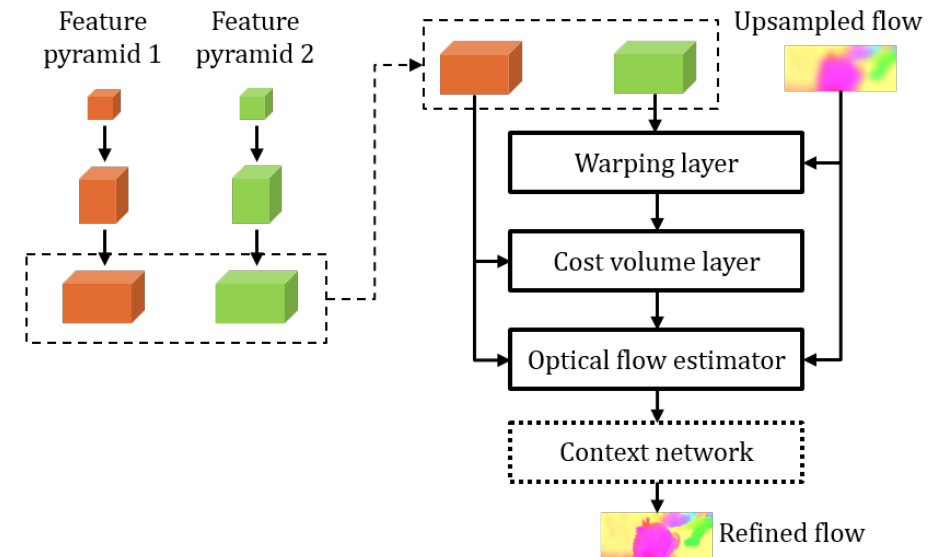 Feature
pyramid 1
Feature
pyramid 2
Upsampled flow
Warping layer
Cost volume layer
Optical flow estimator
Context network
Refined flow